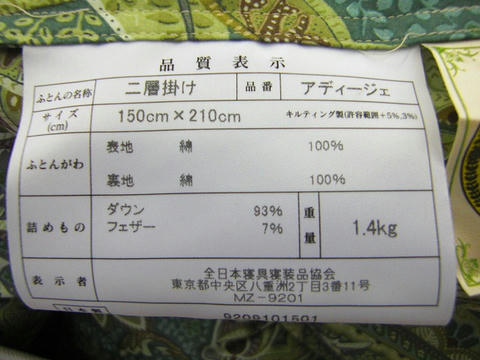 品質表示
ふとんの名称 二層掛け 品番 アディージェ
サイズ(cm) 150cm×210cm キルティング製(許容範囲+5%,3%)
ふとんがわ 表地 綿 100%
裏地 綿 100%
詰めもの ダウン 93% 重量 1.4kg
フェザー 7%
表示者 全日本寝具寝装品協会
東京都中央区八重洲2丁目3番11号
MZ-9201
日本製 9209101501